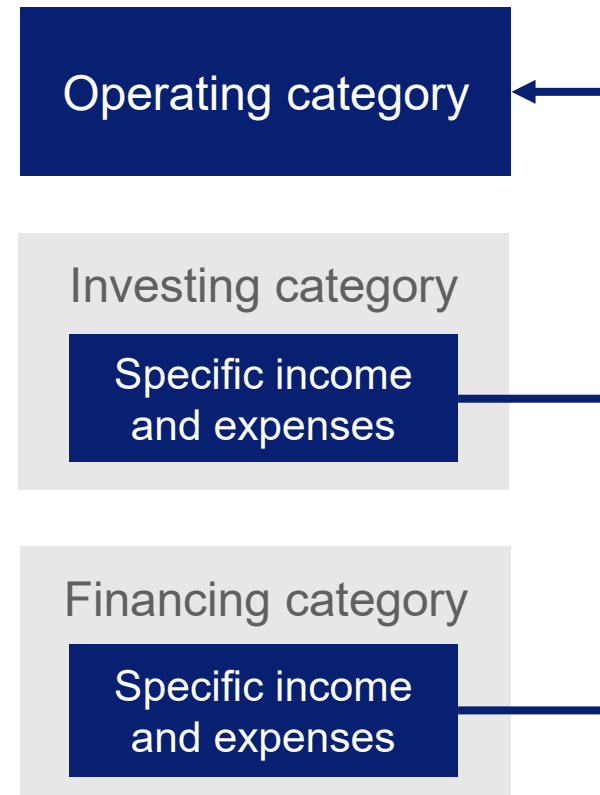 Operating category
Investing category
Specific income
and expenses
Financing category
Specific income
and expenses